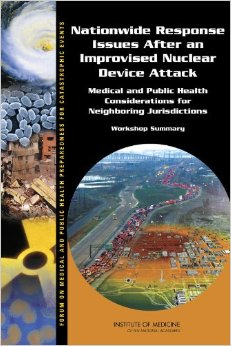 Nationwide Response
Issues After an
Improvised Nuclear
Device Attack
Medical and Public Health
Considerations for
Neighboring Jurisdictions
Workshop Summary
FORUM ON MEDICAL AND PUBLIC HEALTH PREPAREDNESS FOR CATASTROPHIC EVENTS
INSTITUTE OF MEDICINE
OF THE NATIONAL ACADEMIES